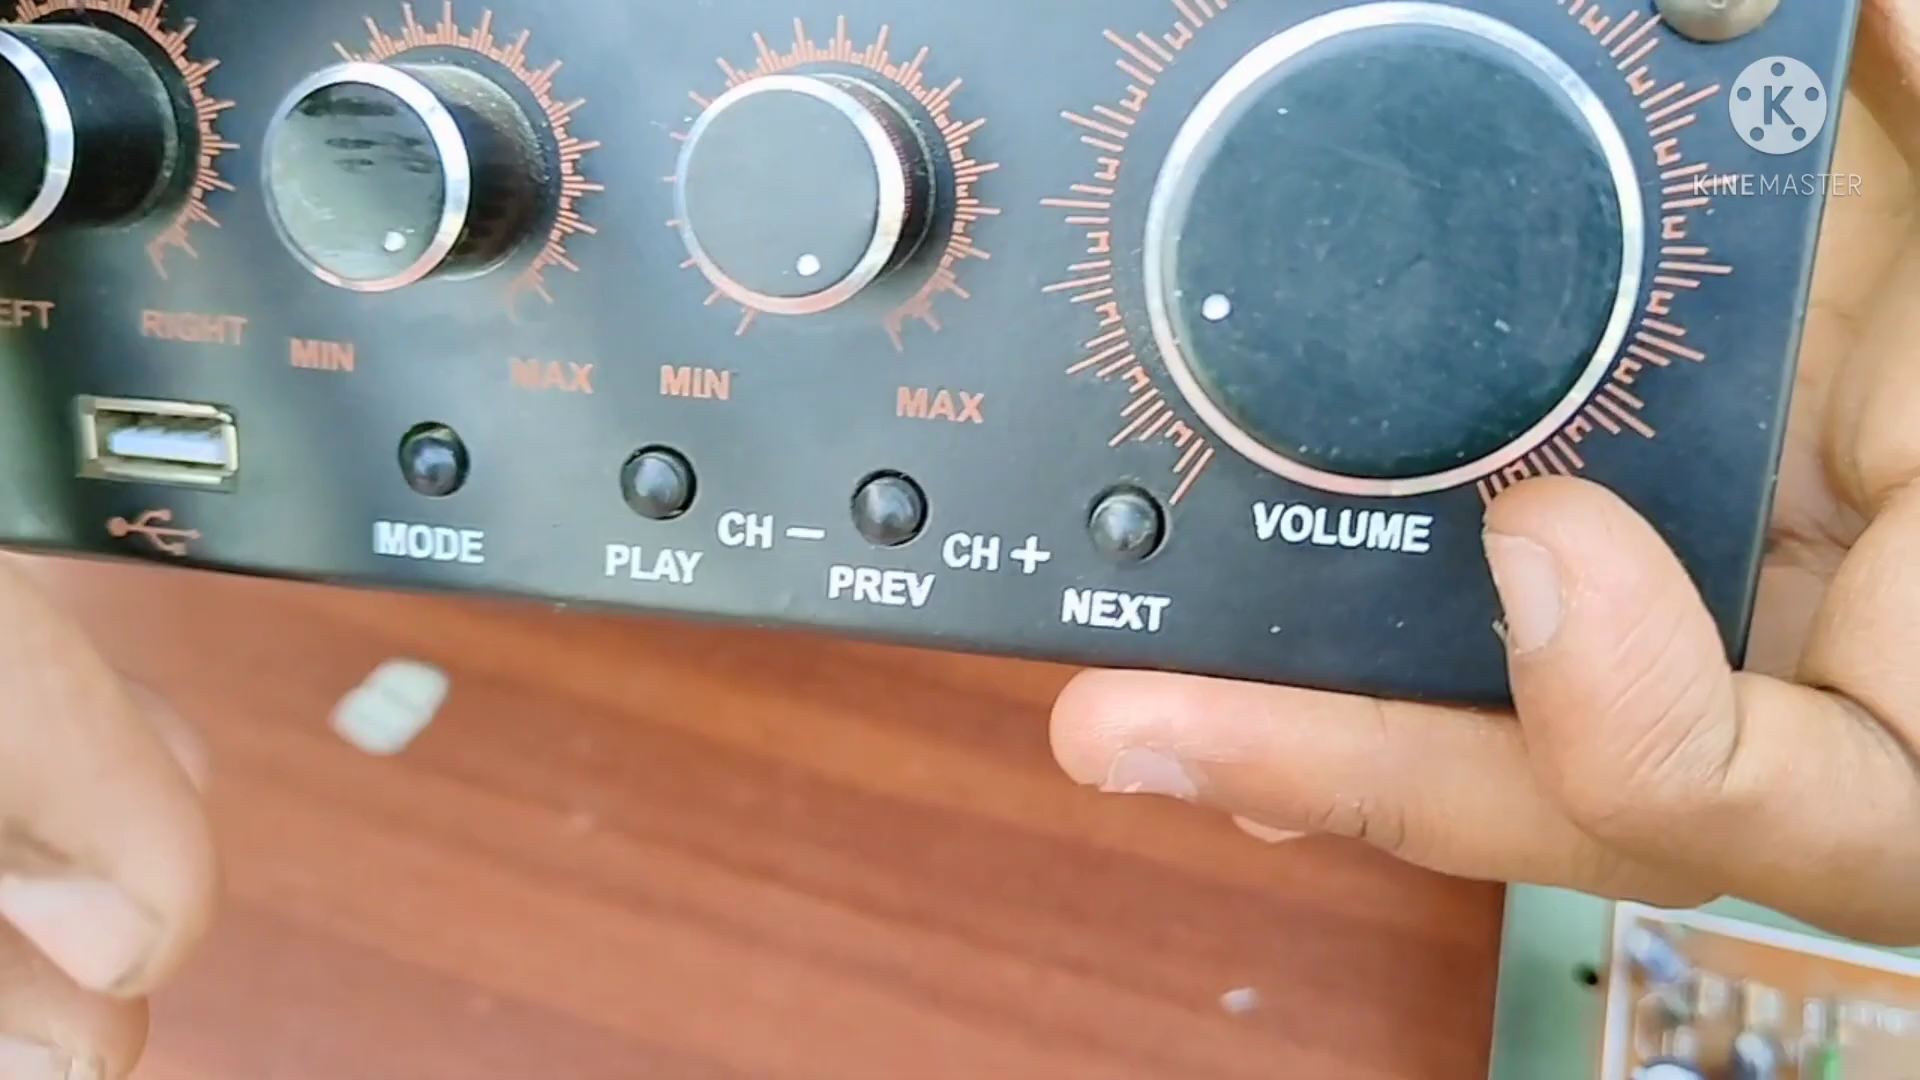 K
KINEMASTER
EFT
RIGHT
MIN
MAX
MIN
MAX
MODE
PLAY
CH −
PREV
CH +
NEXT
VOLUME